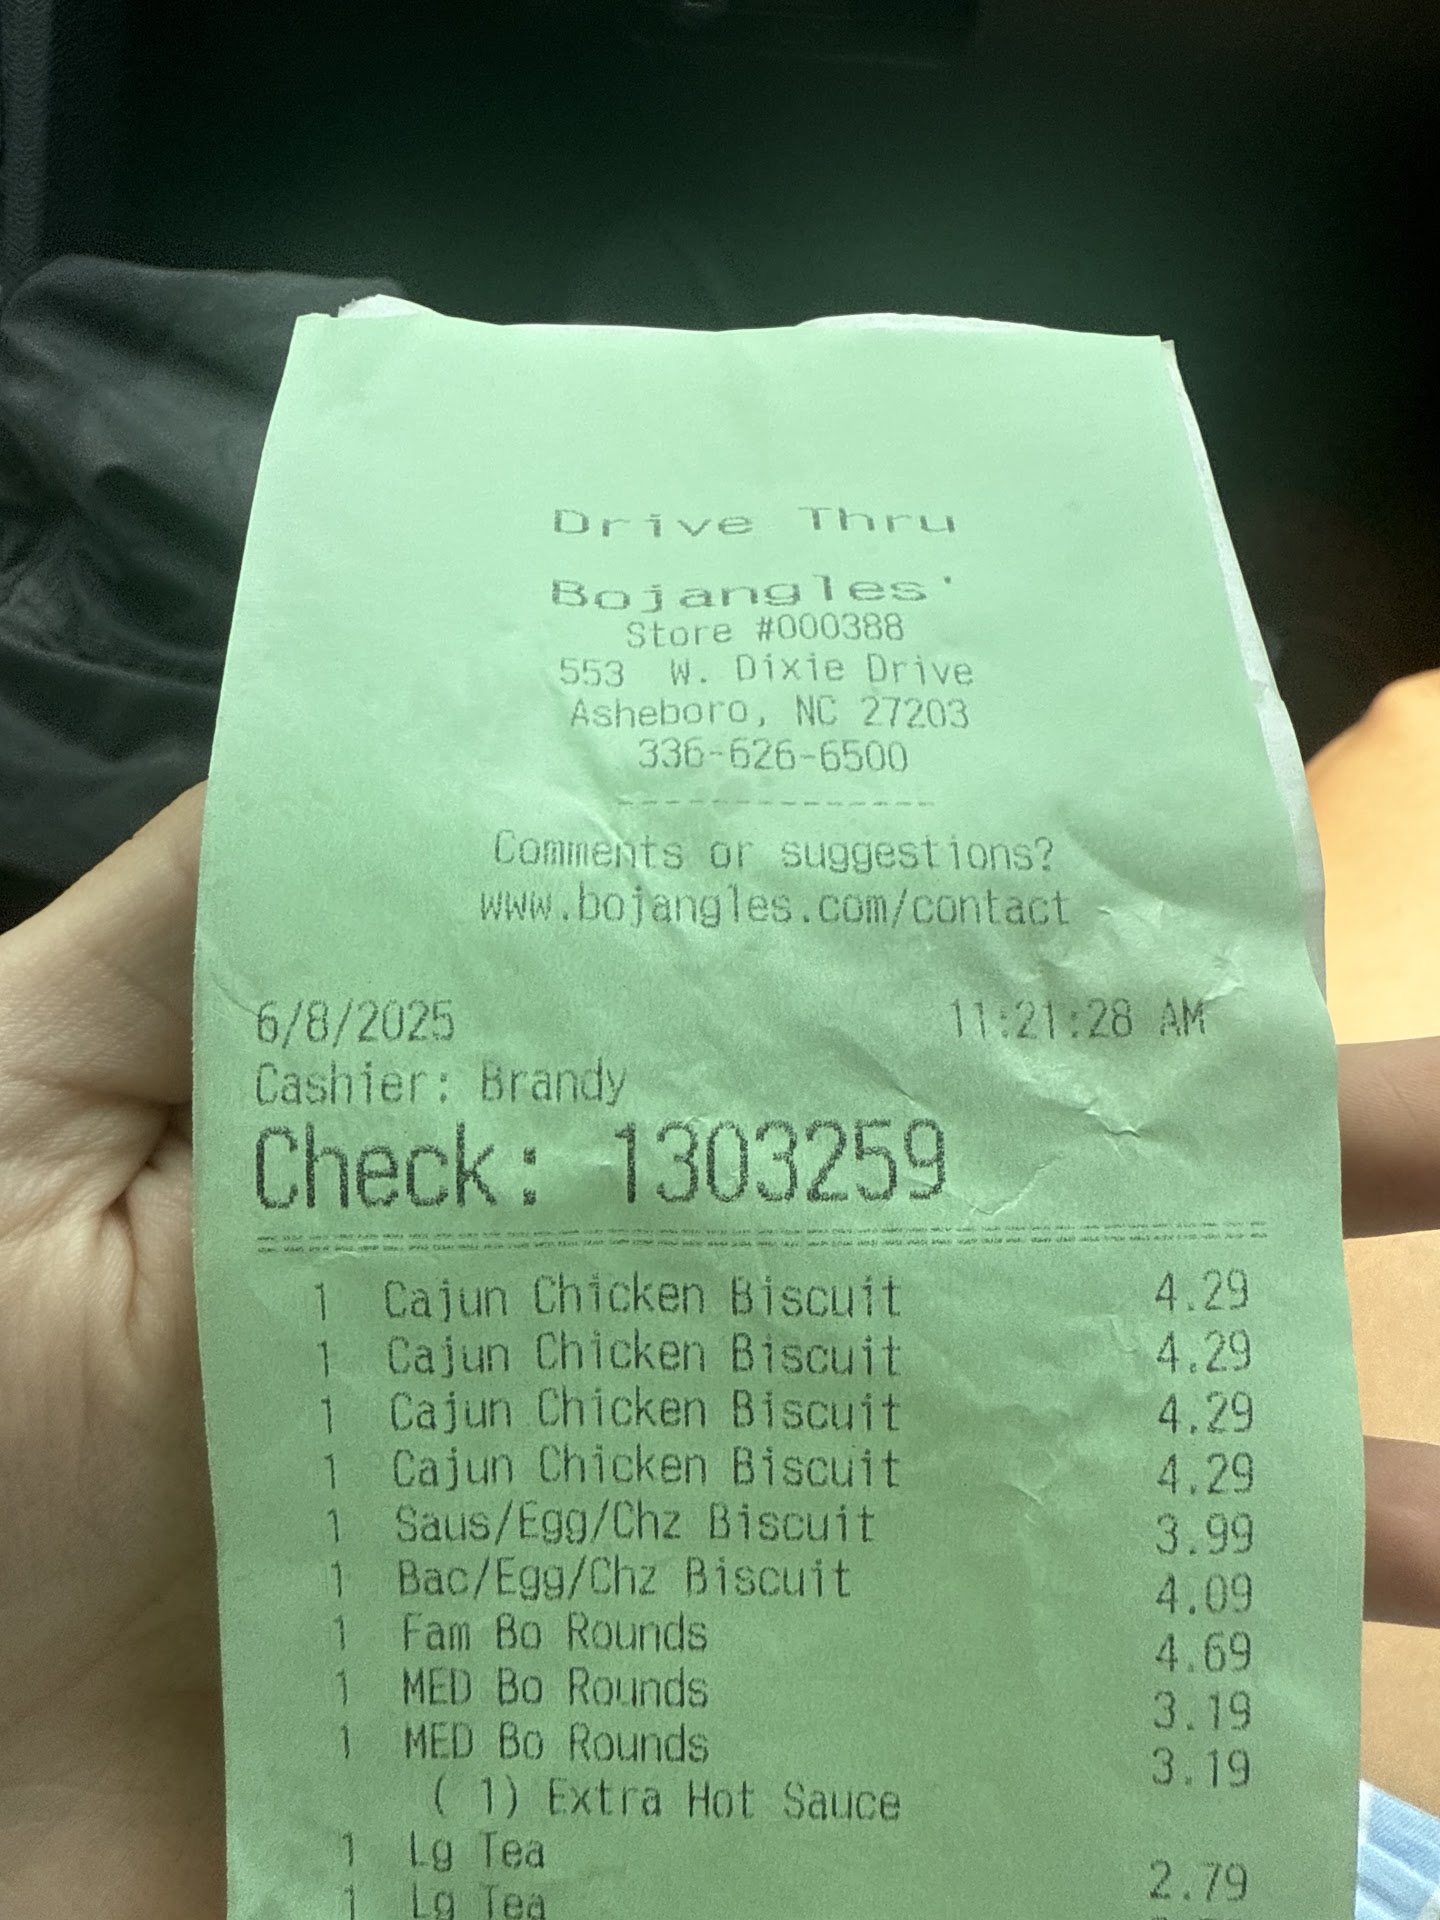 Drive Thru
Bojangles'
Store #000388
553 W. Dixie Drive
Asheboro, NC 27203
336-626-6500
--------------
Comments or suggestions?
www.bojangles.com/contact
6/8/2025 11:21:28 AM
Cashier: Brandy
Check: 1303259
1 Cajun Chicken Biscuit 4.29
1 Cajun Chicken Biscuit 4.29
1 Cajun Chicken Biscuit 4.29
1 Cajun Chicken Biscuit 4.29
1 Saus/Egg/Chz Biscuit 3.99
1 Bac/Egg/Chz Biscuit 4.09
1 Fam Bo Rounds 4.69
1 MED Bo Rounds 3.19
1 MED Bo Rounds 3.19
( 1) Extra Hot Sauce
1 Lg Tea 2.79
1 Lg Tea